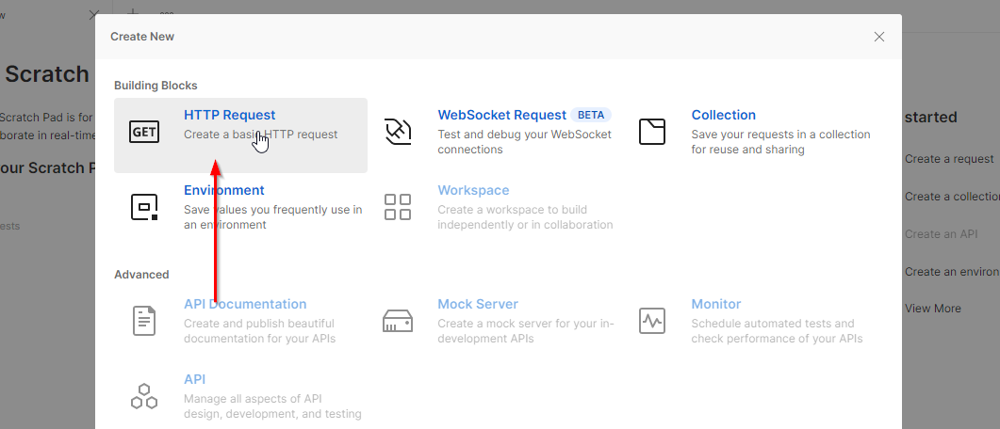 w
Create New
Scratch
Scratch Pad is for
borate in real-time
our Scratch P
ests
Building Blocks
GET
HTTP Request
Create a basic HTTP request
WebSocket Request BETA
Test and debug your WebSocket
connections
Collection
Save your requests in a collection
for reuse and sharing
Environment
Save values you frequently use in
an environment
Workspace
Create a workspace to build
independently or in collaboration
Advanced
API Documentation
Create and publish beautiful
documentation for your APIs
Mock Server
Create a mock server for your in-
development APIs
Monitor
Schedule automated tests and
check performance of your APIs
API
Manage all aspects of API
design, development, and testing
started
Create a request
Create a collection
Create an API
Create an environ
View More